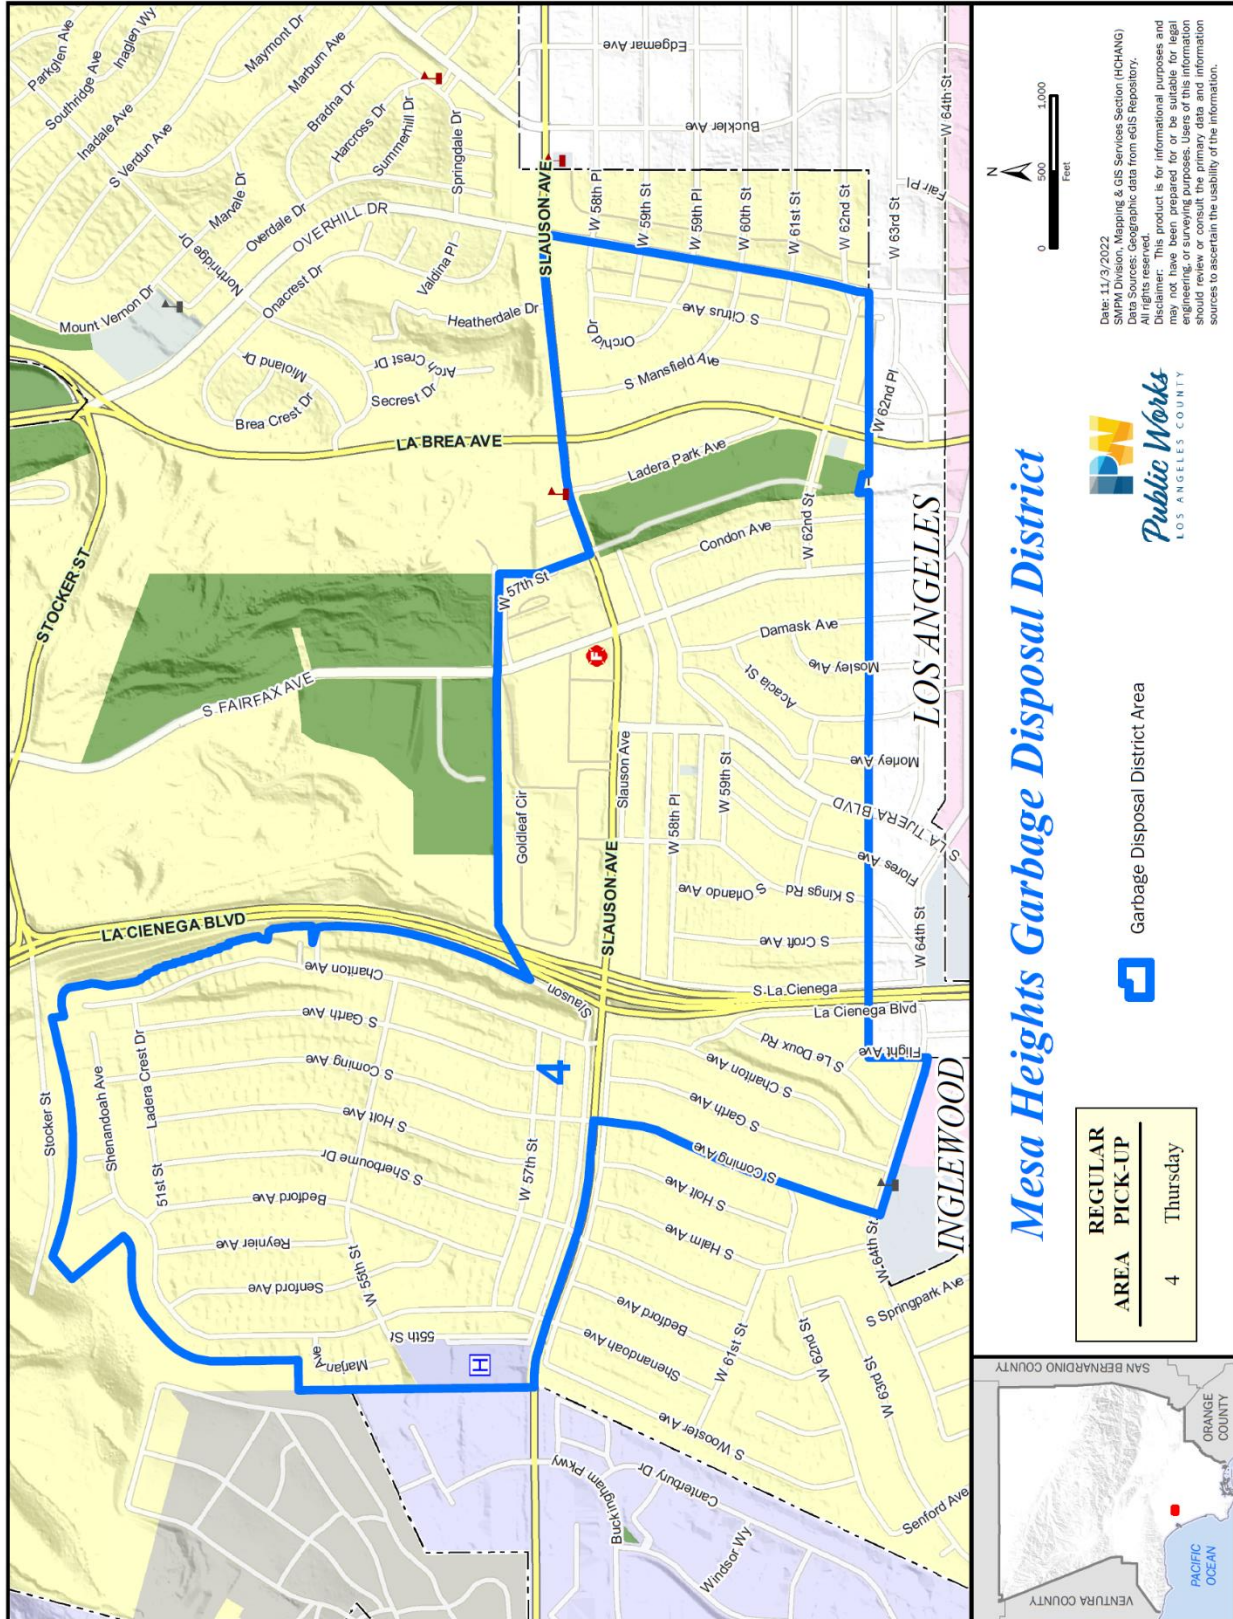 Parkglen Ave
Southridge Ave
Inaglen Wy
Inadale Ave
S Verdun Ave
Maymont Dr
Marburn Ave
Bradna Dr
Harcross Dr
Summerhill Dr
Springdale Dr
Edgemar Ave
Buckler Ave
Mount Vernon Dr
Northridge Dr
Marvale Dr
Overdale Dr
OVERHILL DR
Onacrest Dr
Valdina Pl
Heatherdale Dr
Midland Dr
Arch Crest Dr
Secrest Dr
Brea Crest Dr
LA BREA AVE
STOCKER ST
S FAIRFAX AVE
SLAUSON AVE
W 58th Pl
W 59th St
W 59th Pl
W 60th St
W 61st St
W 62nd St
W 63rd St
W 64th St
Fair Pl
Orchid Dr
S Citrus Ave
S Mansfield Ave
Ladera Park Ave
W 62nd Pl
W 57th St
Condon Ave
W 62nd St
Damask Ave
Mosley Ave
Acacia St
Morley Ave
F
Goldleaf Cir
Slauson Ave
W 58th Pl
W 59th St
S LA TIJERA BLVD
Flores Ave
S Kings Rd
S Orlando Ave
S Croft Ave
W 64th St
SLAUSON AVE
LA CIENEGA BLVD
S La Cienega
La Cienega Blvd
Slauson
Stocker St
Shenandoah Ave
Ladera Crest Dr
Chariton Ave
S Garth Ave
S Corning Ave
S Holt Ave
S Sherbourne Dr
51st St
Bedford Ave
Reynier Ave
Senford Ave
W 55th St
W 57th St
55th St
Marjan Ave
4
H
Flight Ave
S Le Doux Rd
S Chariton Ave
S Garth Ave
S Corning Ave
S Holt Ave
S Halm Ave
Bedford Ave
Shenandoah Ave
W 61st St
W 62nd St
W 63rd St
W 64th St
S Springpark Ave
S Wooster Ave
Senford Ave
Buckingham Pkwy
Canterbury Dr
Windsor Wy
LOS ANGELES
INGLEWOOD
Mesa Heights Garbage Disposal District
REGULAR
AREA PICK-UP
4 Thursday
Garbage Disposal District Area
PW
Public Works
LOS ANGELES COUNTY
N
0 500 1,000
Feet
Date: 11/3/2022
SMPM Division, Mapping & GIS Services Section (HCHANG)
Data Sources: Geographic data from eGIS Repository.
All rights reserved.
Disclaimer: This product is for informational purposes and
may not have been prepared for or be suitable for legal
engineering, or surveying purposes. Users of this information
should review or consult the primary data and information
sources to ascertain the usability of the information.
VENTURA COUNTY
SAN BERNARDINO COUNTY
ORANGE
COUNTY
PACIFIC
OCEAN